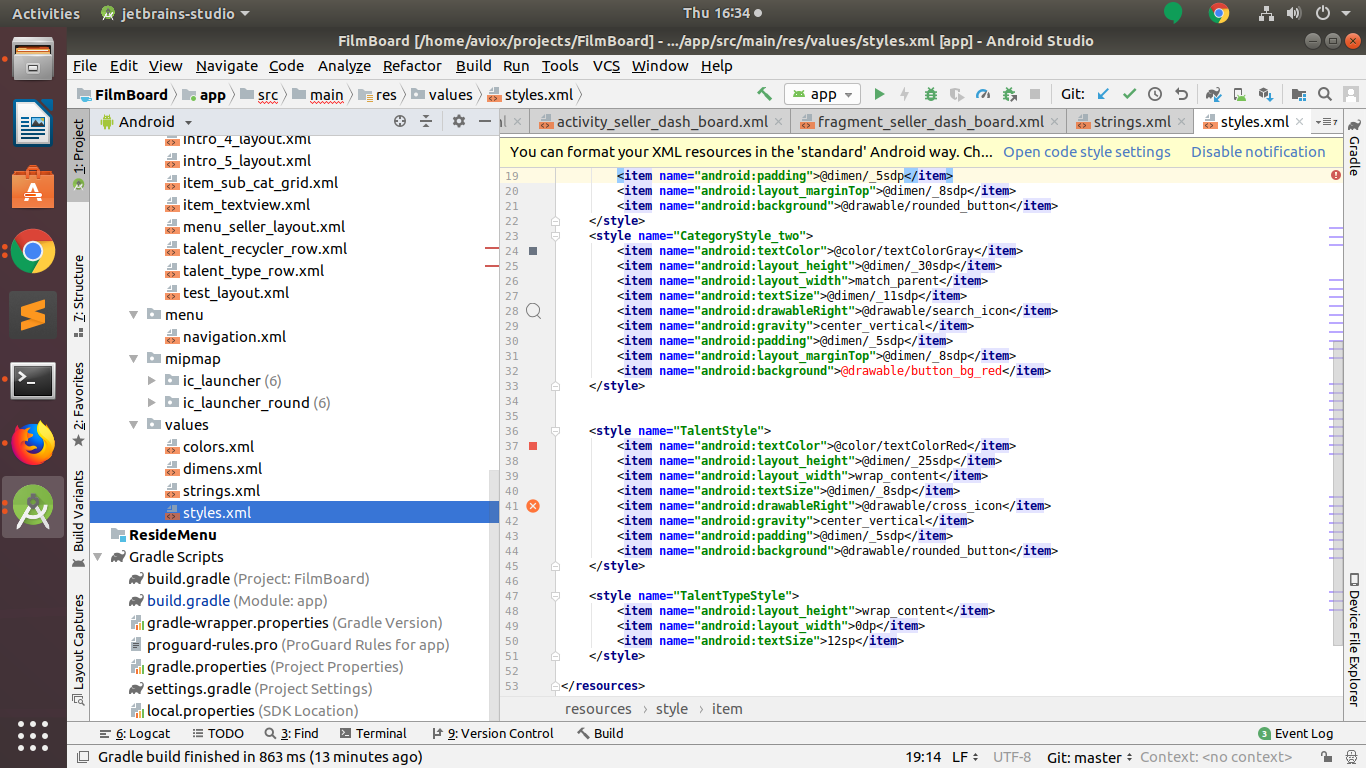 Activities jetbrains-studio Thu 16:34
FilmBoard [/home/aviox/projects/FilmBoard] - .../app/src/main/res/values/styles.xml [app] - Android Studio
File Edit View Navigate Code Analyze Refactor Build Run Tools VCS Window Help
FilmBoard app src main res values styles.xml app Git:
Android activity_seller_dash_board.xml fragment_seller_dash_board.xml strings.xml styles.xml
You can format your XML resources in the 'standard' Android way. Ch... Open code style settings Disable notification
1: Project
7: Structure
2: Favorites
Build Variants
Layout Captures
intro_4_layout.xml
intro_5_layout.xml
item_sub_cat_grid.xml
item_textview.xml
menu_seller_layout.xml
talent_recycler_row.xml
talent_type_row.xml
test_layout.xml
menu
navigation.xml
mipmap
ic_launcher (6)
ic_launcher_round (6)
values
colors.xml
dimens.xml
strings.xml
styles.xml
ResideMenu
Gradle Scripts
build.gradle (Project: FilmBoard)
build.gradle (Module: app)
gradle-wrapper.properties (Gradle Version)
proguard-rules.pro (ProGuard Rules for app)
gradle.properties (Project Properties)
settings.gradle (Project Settings)
local.properties (SDK Location)
19 <item name="android:padding">@dimen/_5sdp</item>
20 <item name="android:layout_marginTop">@dimen/_8sdp</item>
21 <item name="android:background">@drawable/rounded_button</item>
22 </style>
23 <style name="CategoryStyle_two">
24 <item name="android:textColor">@color/textColorGray</item>
25 <item name="android:layout_height">@dimen/_30sdp</item>
26 <item name="android:layout_width">match_parent</item>
27 <item name="android:textSize">@dimen/_11sdp</item>
28 <item name="android:drawableRight">@drawable/search_icon</item>
29 <item name="android:gravity">center_vertical</item>
30 <item name="android:padding">@dimen/_5sdp</item>
31 <item name="android:layout_marginTop">@dimen/_8sdp</item>
32 <item name="android:background">@drawable/button_bg_red</item>
33 </style>
34
35
36 <style name="TalentStyle">
37 <item name="android:textColor">@color/textColorRed</item>
38 <item name="android:layout_height">@dimen/_25sdp</item>
39 <item name="android:layout_width">wrap_content</item>
40 <item name="android:textSize">@dimen/_8sdp</item>
41 <item name="android:drawableRight">@drawable/cross_icon</item>
42 <item name="android:gravity">center_vertical</item>
43 <item name="android:padding">@dimen/_5sdp</item>
44 <item name="android:background">@drawable/rounded_button</item>
45 </style>
46
47 <style name="TalentTypeStyle">
48 <item name="android:layout_height">wrap_content</item>
49 <item name="android:layout_width">0dp</item>
50 <item name="android:textSize">12sp</item>
51 </style>
52
53 </resources>
resources › style › item
Gradle
Device File Explorer
6: Logcat TODO 3: Find Terminal 9: Version Control Build 3 Event Log
Gradle build finished in 863 ms (13 minutes ago) 19:14 LF UTF-8 Git: master Context: <no context>